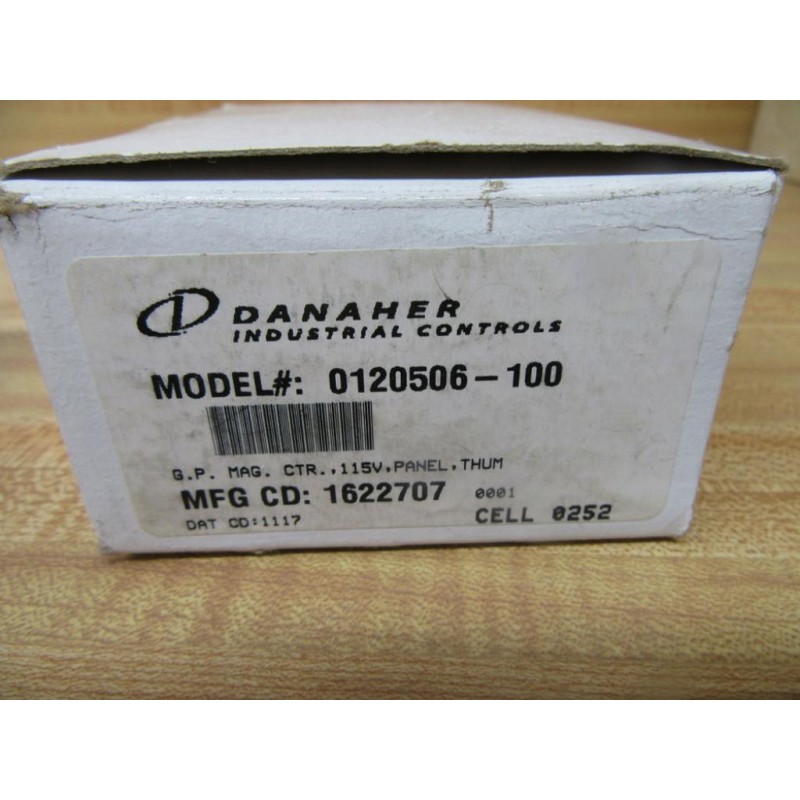 DANAHER
INDUSTRIAL CONTROLS
MODEL#: 0120506-100
G.P. MAG. CTR.,115V,PANEL,THUM
MFG CD: 1622707 0001
DAT CD:1117 CELL 0252